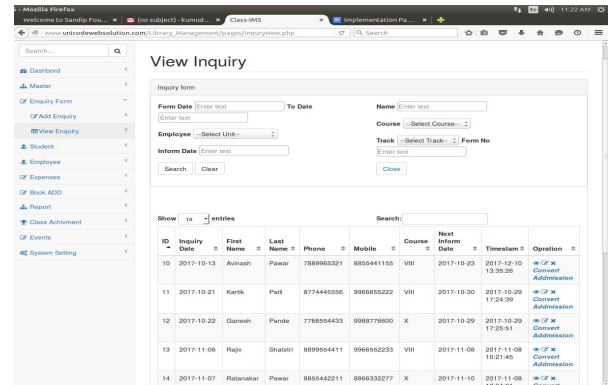 - Mozilla Firefox
En 11:22 AM
Welcome to Sandip Fou... × (no subject) - kumud... × Class-IMS × Implementation Pa... ×
www.unicodewebsolution.com/Library_Management/pages/inquryview.php Search
Search...
Dashbord
Master
Enquiry Form
Add Enquiry
View Enquiry
Student
Employee
Expenses
Book ADD
Report
Class Achivment
Events
System Setting
View Inquiry
Inquiry form
Form Date Enter text To Date
Name Enter text
Course --Select Course--
Employee --Select Unit--
Track --Select Track-- Form No
Inform Date Enter text
Enter text
Search Clear Close
Show 10 entries Search:
ID Inquiry Date First Name Last Name Phone Mobile Course Next Inform Date Timestam Opration
10 2017-10-13 Avinash Pawar 7889965321 8855441155 VIII 2017-10-23 2017-12-10 13:35:26 Convert Addmission
11 2017-10-21 Kartik Patil 8774445556 9966655222 VIII 2017-10-30 2017-10-29 17:24:39 Convert Addmission
12 2017-10-22 Ganesh Pande 7766554433 9988776600 X 2017-10-29 2017-10-29 17:25:51 Convert Addmission
13 2017-11-06 Rajiv Shatstri 8899554411 9966552233 VIII 2017-11-08 2017-11-08 10:21:45 Convert Addmission
14 2017-11-07 Ratanakar Pawar 8855442211 8866332277 X 2017-11-10 2017-11-08